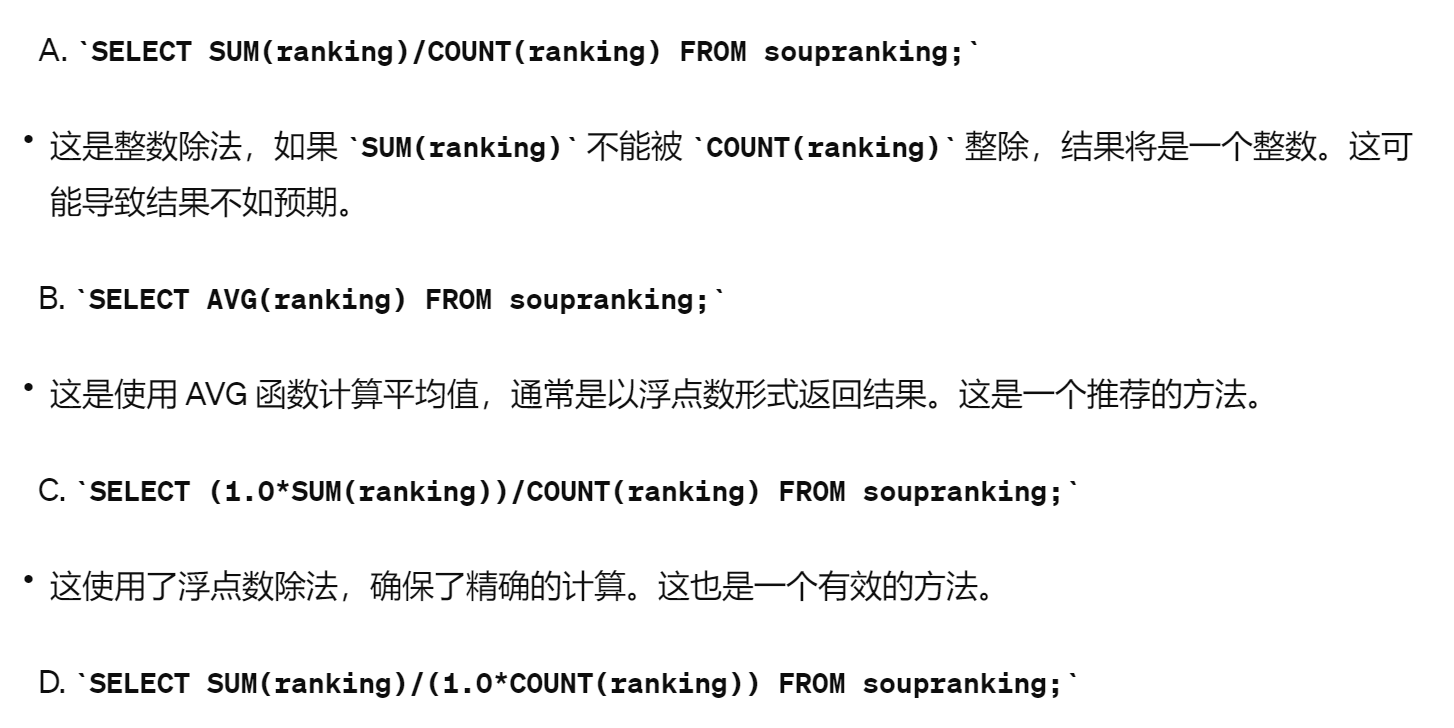 A. `SELECT SUM(ranking)/COUNT(ranking) FROM soupranking;`
• 这是整数除法，如果 `SUM(ranking)` 不能被 `COUNT(ranking)` 整除，结果将是一个整数。这可
能导致结果不如预期。
B. `SELECT AVG(ranking) FROM soupranking;`
• 这是使用 AVG 函数计算平均值，通常是以浮点数形式返回结果。这是一个推荐的方法。
C. `SELECT (1.0*SUM(ranking))/COUNT(ranking) FROM soupranking;`
• 这使用了浮点数除法，确保了精确的计算。这也是一个有效的方法。
D. `SELECT SUM(ranking)/(1.0*COUNT(ranking)) FROM soupranking;`